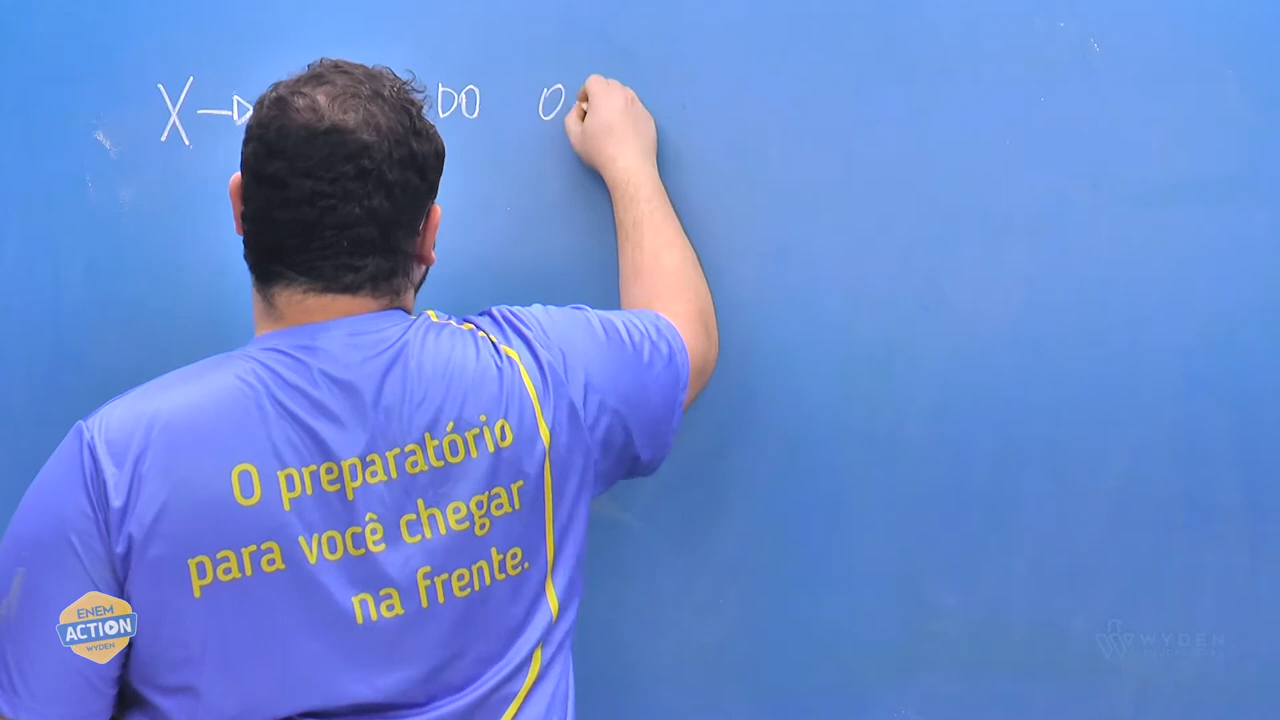 X → DO O
O preparatório
para você chegar
na frente.
ENEM
ACTION
WYDEN
WYDEN